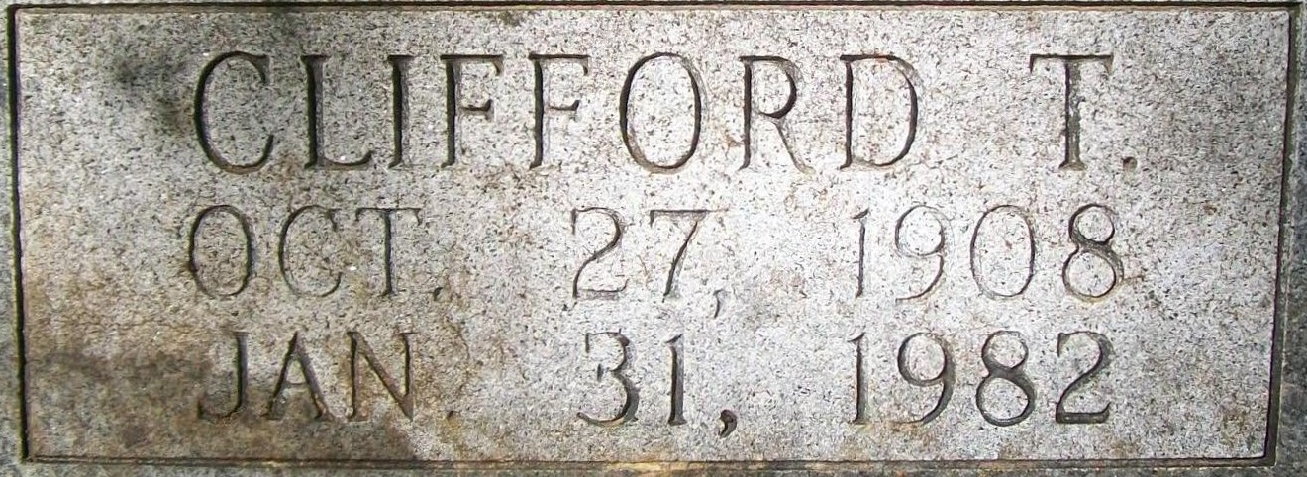 CLIFFORD T.
OCT. 27, 1908
JAN. 31, 1982